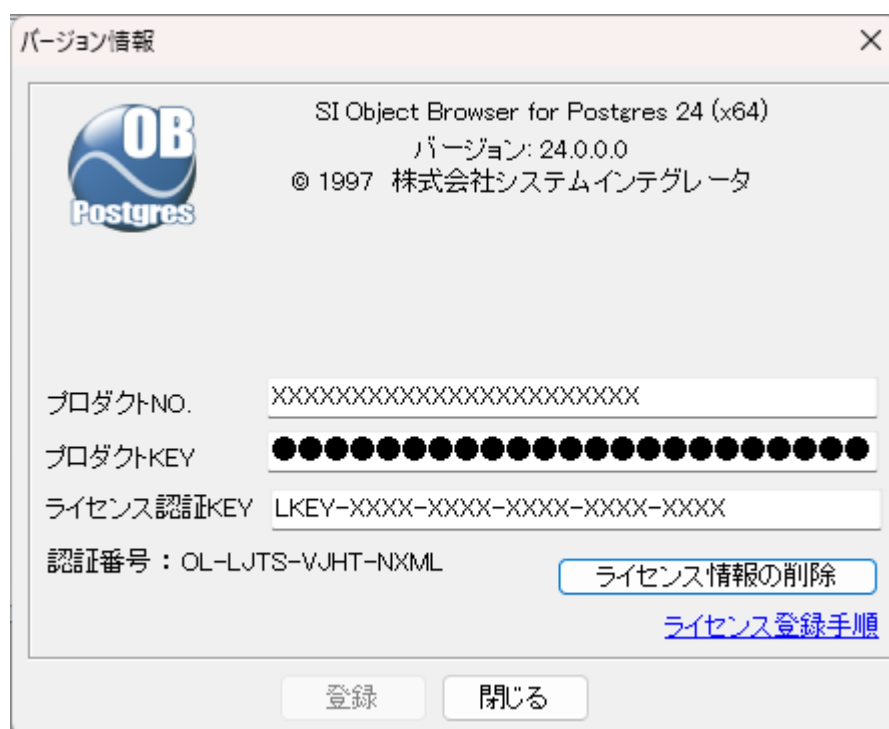 バージョン情報
OB
Postgres
SI Object Browser for Postgres 24 (x64)
バージョン: 24.0.0.0
© 1997 株式会社システムインテグレータ
プロダクトNO. XXXXXXXXXXXXXXXXXXXXXXXX
プロダクトKEY ●●●●●●●●●●●●●●●●●●●●●●●
ライセンス認証KEY LKEY-XXXX-XXXX-XXXX-XXXX-XXXX
認証番号：OL-LJTS-VJHT-NXML ライセンス情報の削除
ライセンス登録手順
登録 閉じる